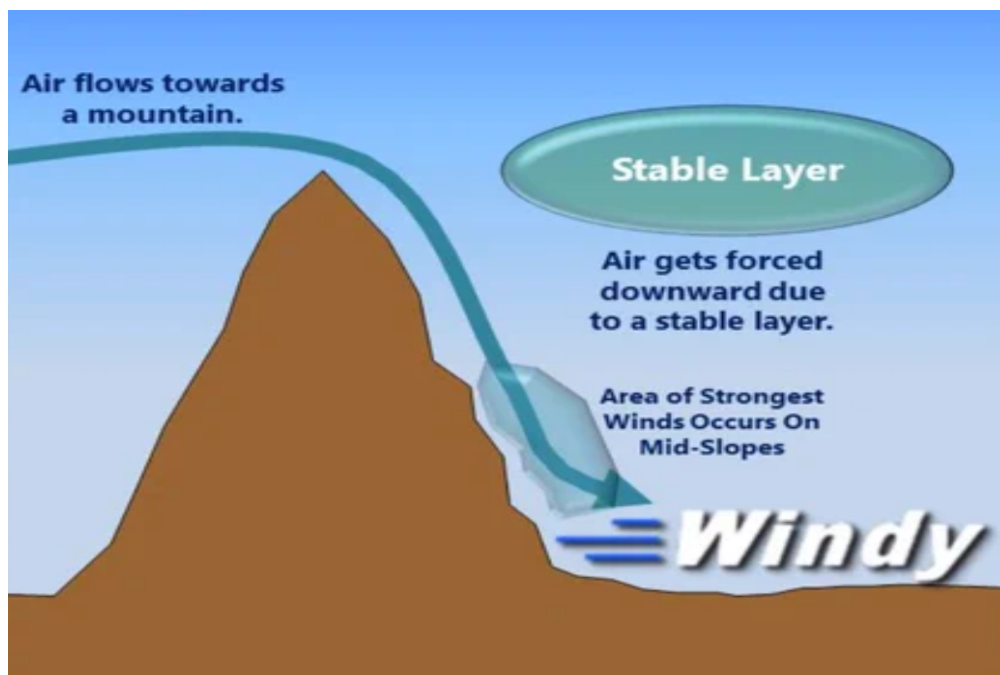 Air flows towards
a mountain.
Stable Layer
Air gets forced
downward due
to a stable layer.
Area of Strongest
Winds Occurs On
Mid-Slopes
Windy